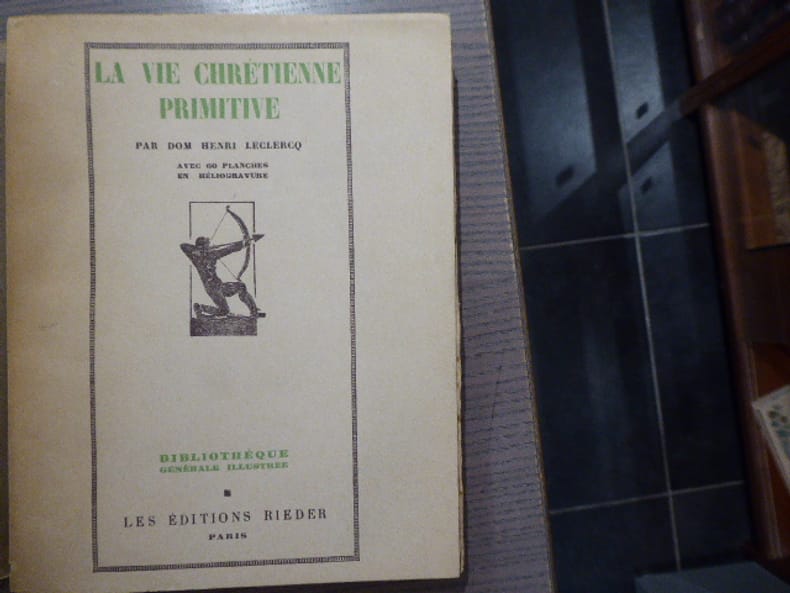 LA VIE CHRÉTIENNE
PRIMITIVE
PAR DOM HENRI LECLERCQ
AVEC 60 PLANCHES
EN HÉLIOGRAVURE
BIBLIOTHÈQUE
GÉNÉRALE ILLUSTRÉE
LES ÉDITIONS RIEDER
PARIS